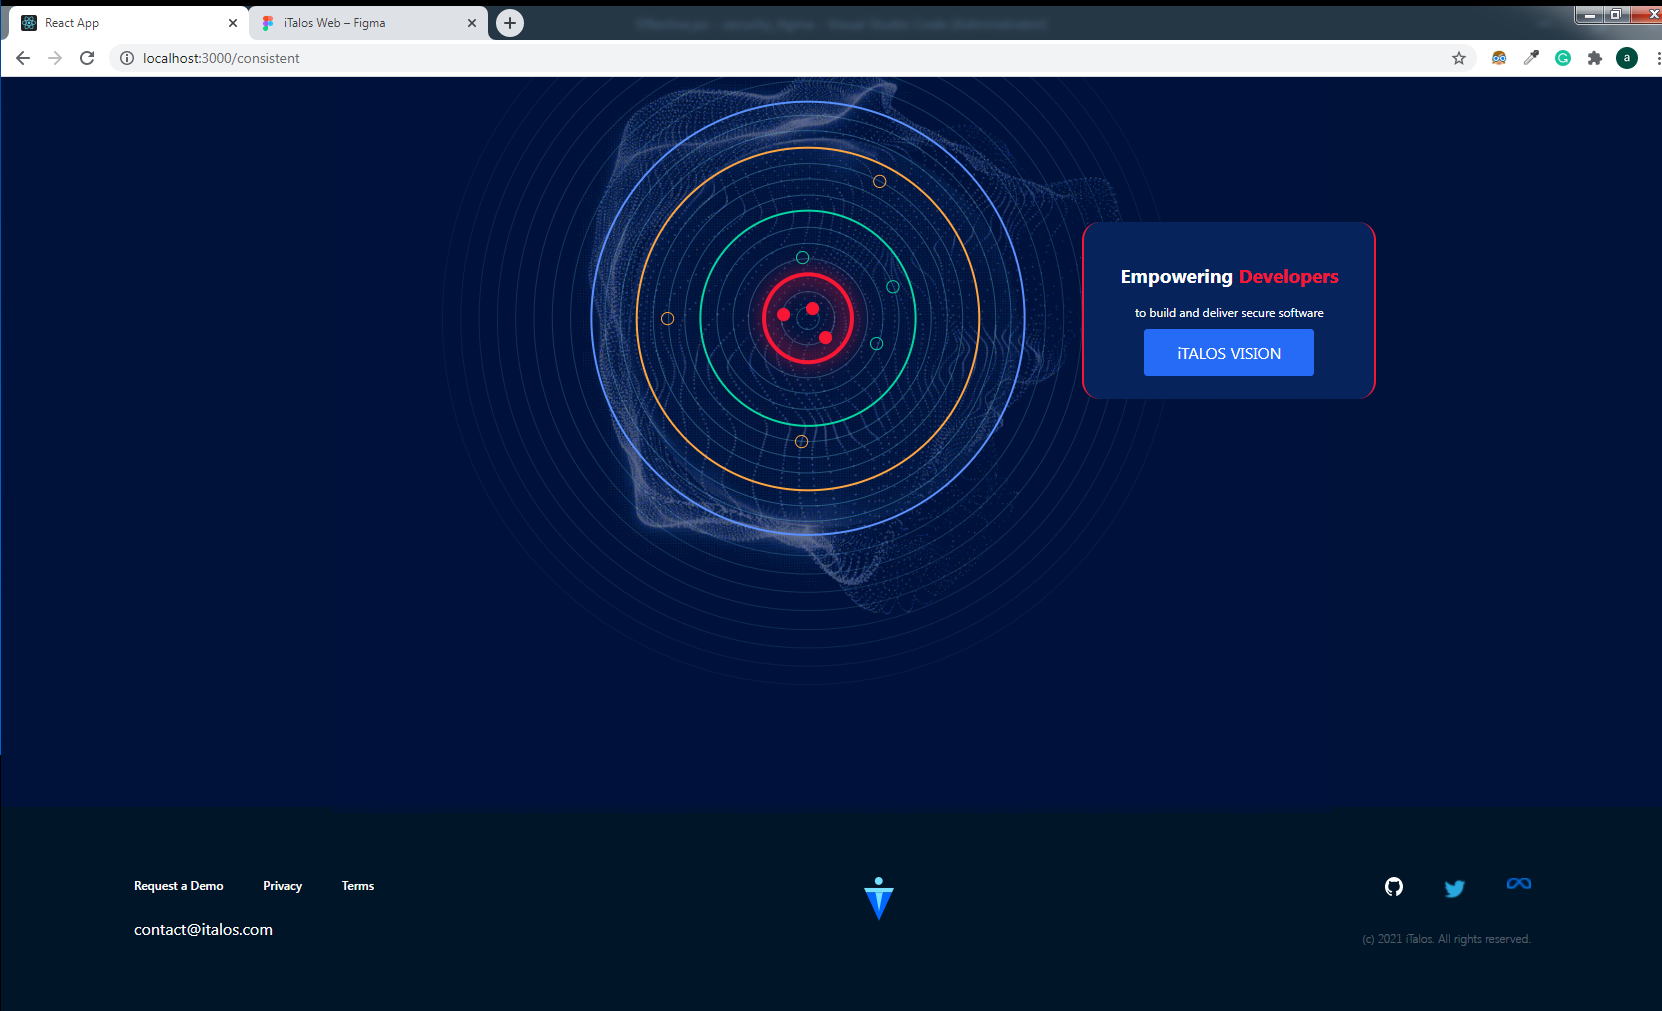 React App
iTalos Web – Figma
localhost:3000/consistent
a
Empowering Developers
to build and deliver secure software
iTALOS VISION
Request a Demo
Privacy
Terms
contact@italos.com
(c) 2021 iTalos. All rights reserved.